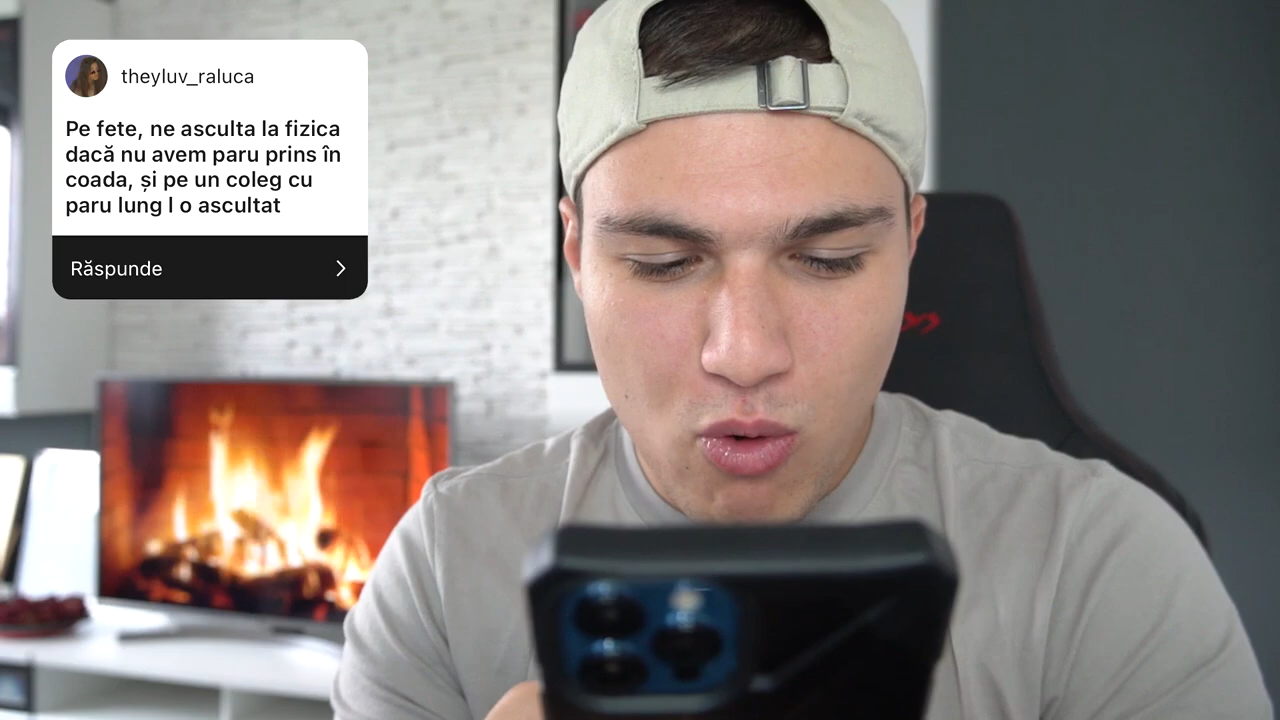 theyluv_raluca
Pe fete, ne asculta la fizica
dacă nu avem paru prins în
coada, și pe un coleg cu
paru lung l o ascultat
Răspunde